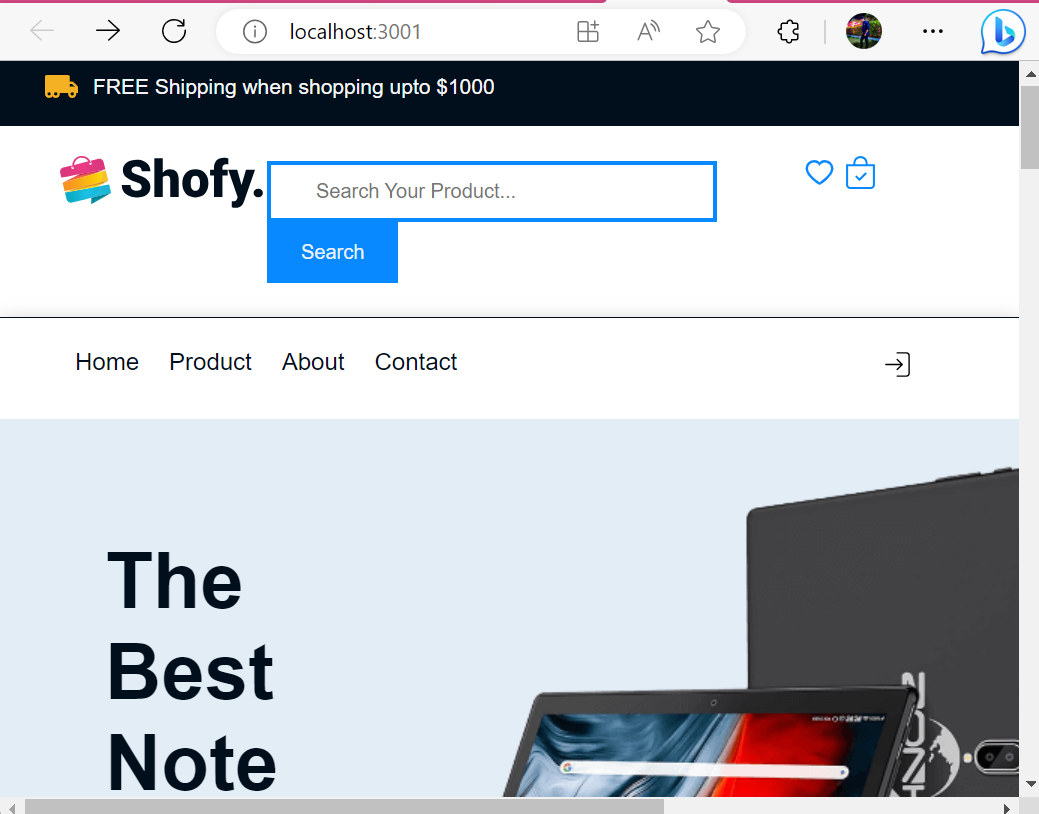 localhost:3001
FREE Shipping when shopping upto $1000
Shofy.
Search Your Product...
Search
Home Product About Contact
The
Best
Note